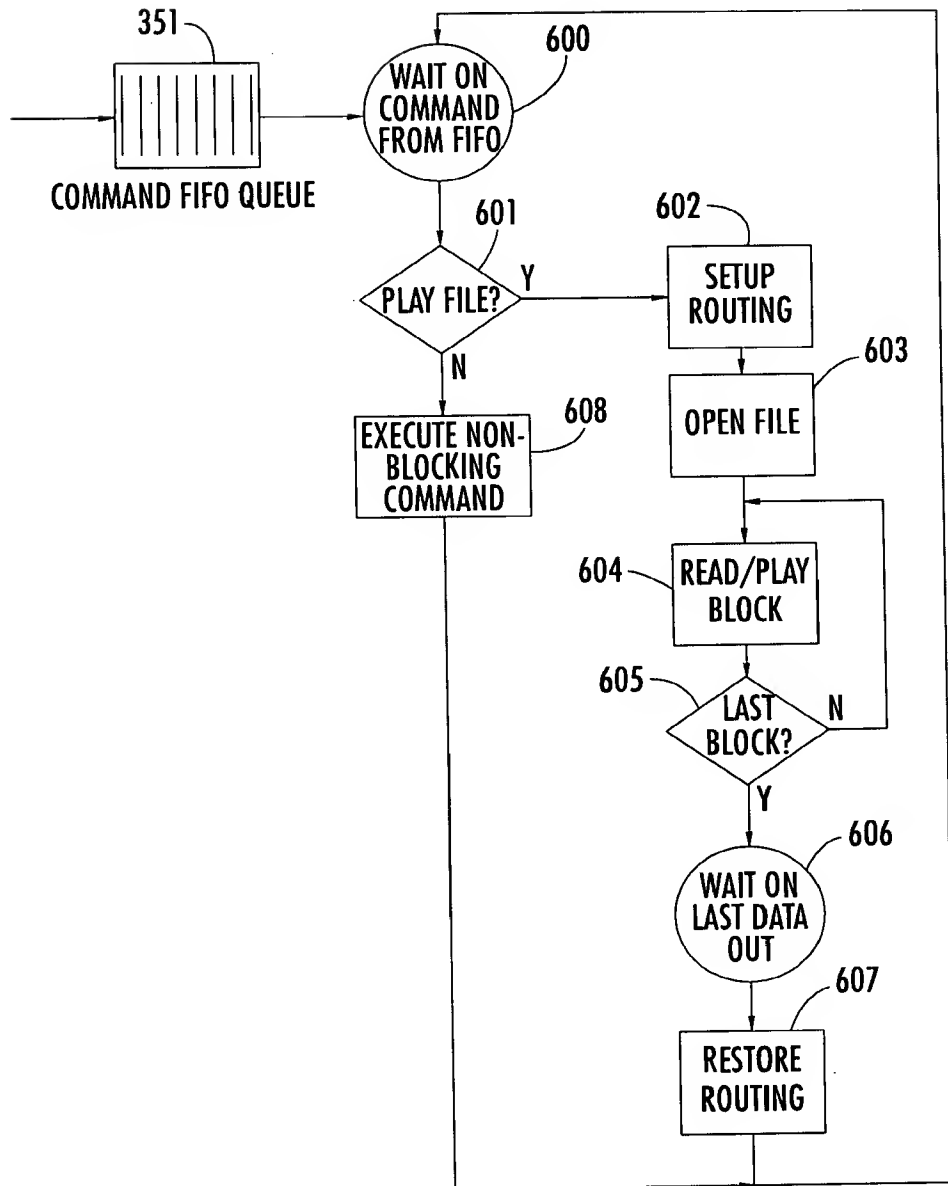 351
COMMAND FIFO QUEUE
600
WAIT ON
COMMAND
FROM FIFO
601
PLAY FILE?
Y
N
602
SETUP
ROUTING
603
OPEN FILE
608
EXECUTE NON-
BLOCKING
COMMAND
604
READ/PLAY
BLOCK
605
LAST
BLOCK?
N
Y
606
WAIT ON
LAST DATA
OUT
607
RESTORE
ROUTING